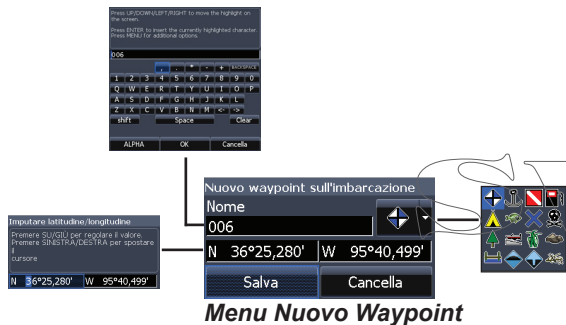 Press UP/DOWN/LEFT/RIGHT to move the highlight on
the screen.
Press ENTER to insert the currently highlighted character.
Press MENU for additional options.
006
, . * - + BACKSPACE
1 2 3 4 5 6 7 8 9 0
Q W E R T Y U I O P
A S D F G H J K L
Z X C V B N M <- ->
shift Space Clear
ALPHA OK Cancella
Nuovo waypoint sull'imbarcazione
Nome
006
N 36°25,280' W 95°40,499'
Salva Cancella
Imputare latitudine/longitudine
Premere SU/GIÙ per regolare il valore.
Premere SINISTRA/DESTRA per spostare
il
cursore
N 36°25,280' W 95°40,499'
Menu Nuovo Waypoint